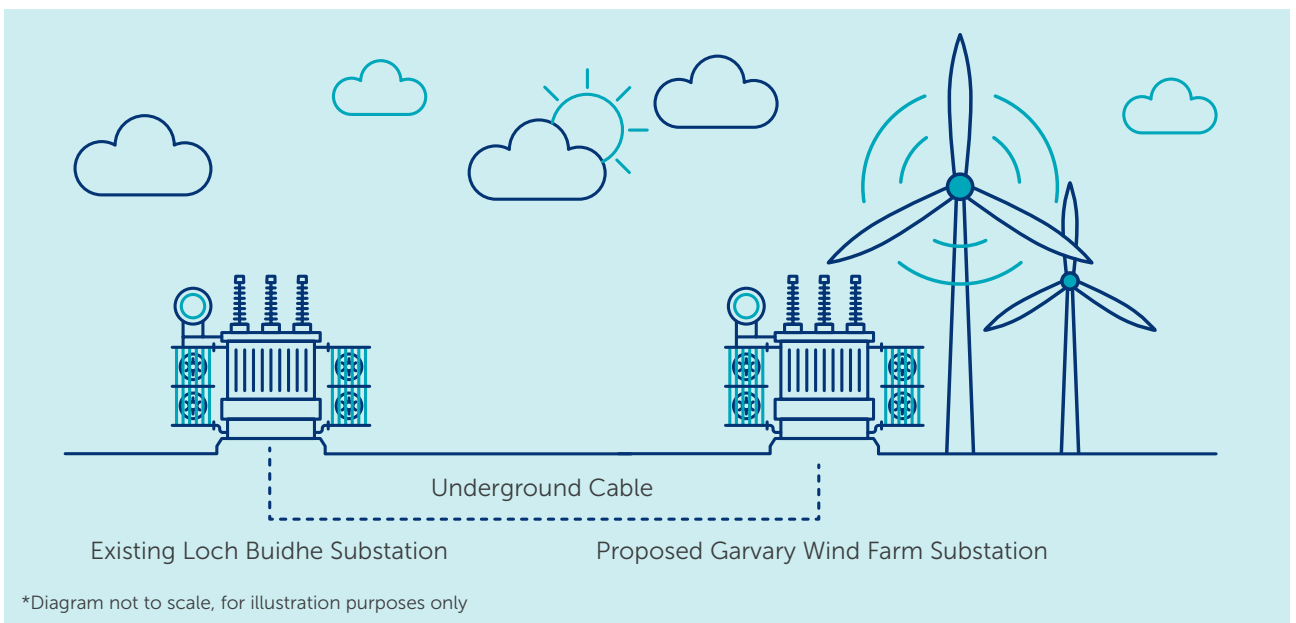 Underground Cable
Existing Loch Buidhe Substation
Proposed Garvary Wind Farm Substation
*Diagram not to scale, for illustration purposes only